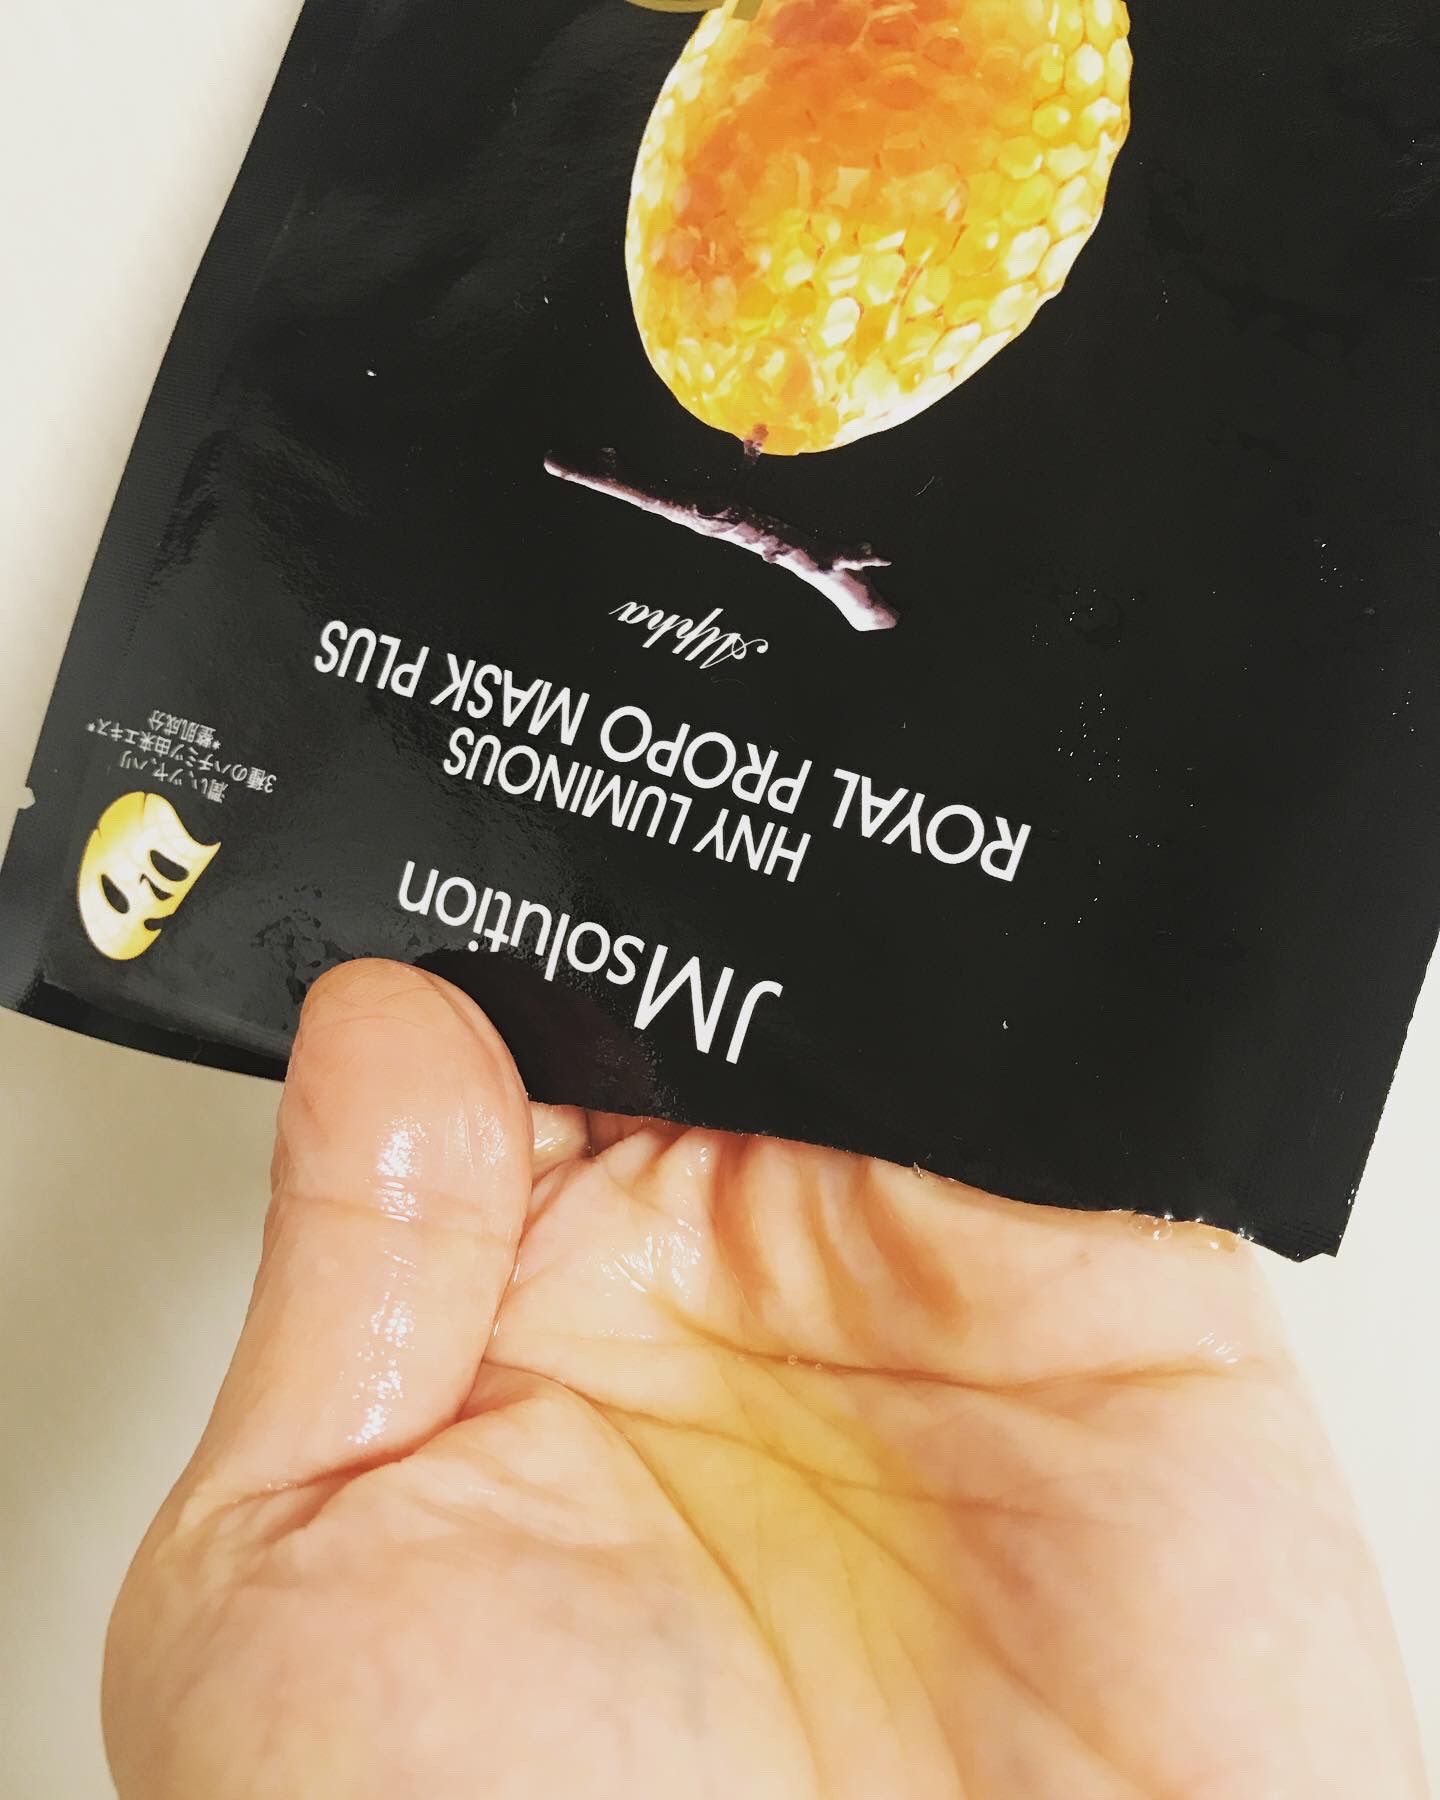 JMsolution
HNY LUMINOUS
ROYAL PROPO MASK PLUS
Alpha
潤い、ツヤ、ハリ
3種のハチミツ由来エキス*
*整肌成分